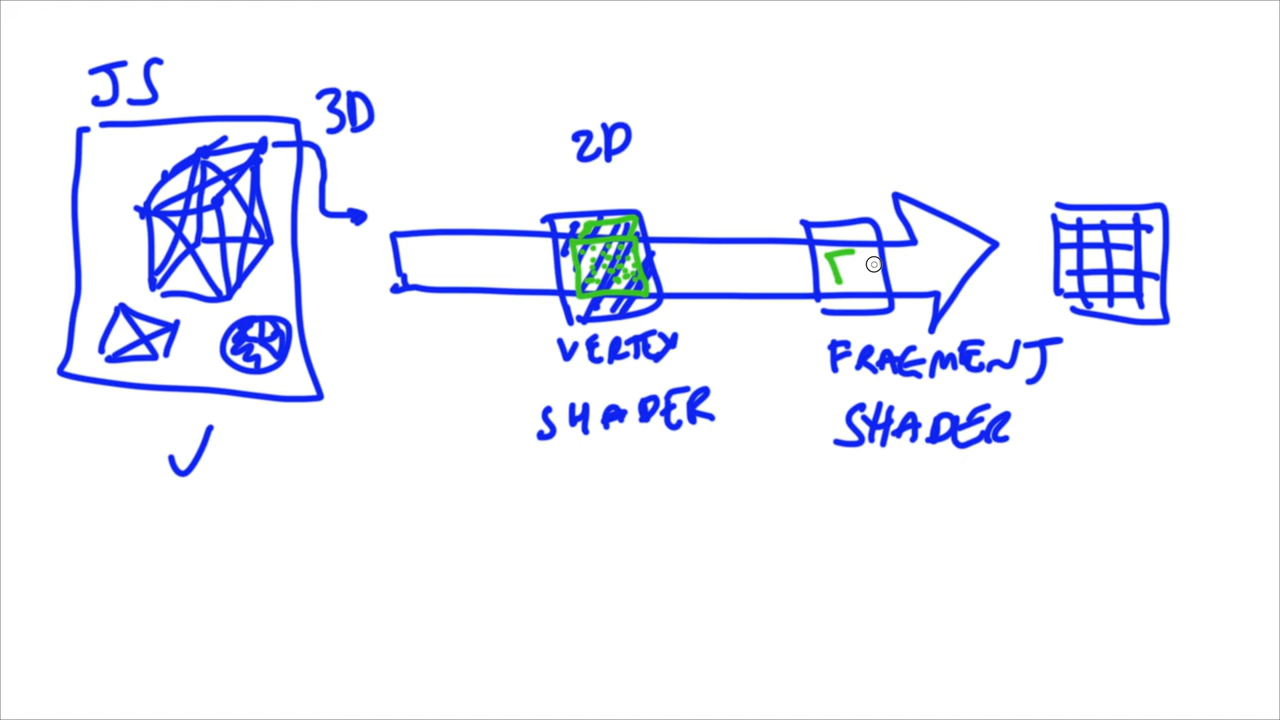 JS
3D
2D
VERTEX
SHADER
FRAGMENT
SHADER